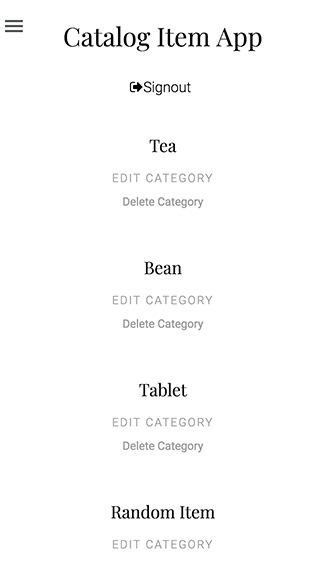 Catalog Item App
Signout
Tea
EDIT CATEGORY
Delete Category
Bean
EDIT CATEGORY
Delete Category
Tablet
EDIT CATEGORY
Delete Category
Random Item
EDIT CATEGORY